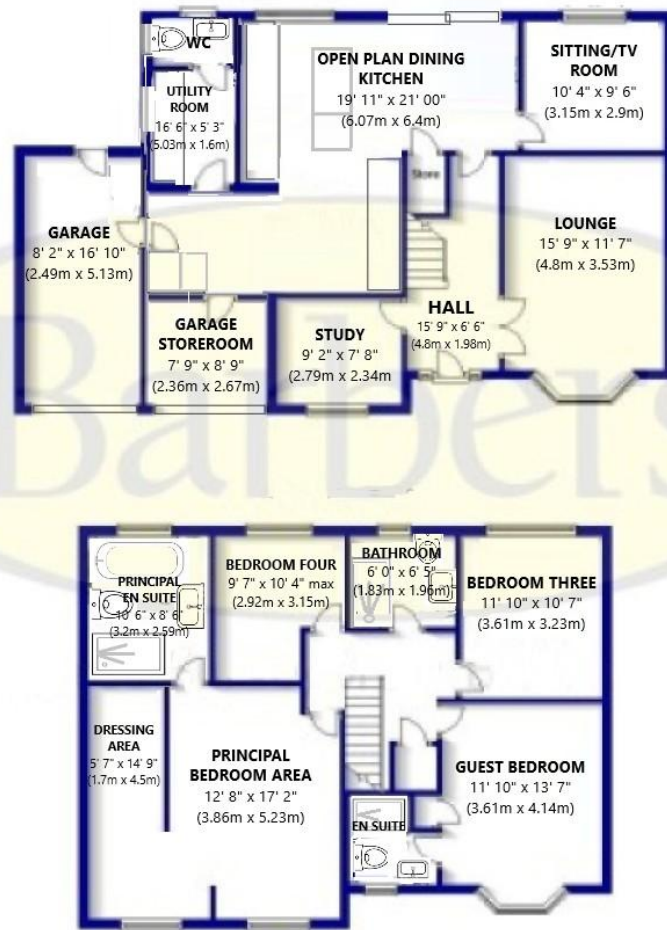 WC
OPEN PLAN DINING
KITCHEN
19' 11" x 21' 00"
(6.07m x 6.4m)
SITTING/TV
ROOM
10' 4" x 9' 6"
(3.15m x 2.9m)
UTILITY
ROOM
16' 6" x 5' 3"
(5.03m x 1.6m)
Store
GARAGE
8' 2" x 16' 10"
(2.49m x 5.13m)
LOUNGE
15' 9" x 11' 7"
(4.8m x 3.53m)
GARAGE
STOREROOM
7' 9" x 8' 9"
(2.36m x 2.67m)
STUDY
9' 2" x 7' 8"
(2.79m x 2.34m
HALL
15' 9" x 6' 6"
(4.8m x 1.98m)
Barbers
PRINCIPAL
EN SUITE
10' 6" x 8' 6"
(3.2m x 2.59m)
BEDROOM FOUR
9' 7" x 10' 4" max
(2.92m x 3.15m)
BATHROOM
6' 0" x 6' 5"
(1.83m x 1.96m)
BEDROOM THREE
11' 10" x 10' 7"
(3.61m x 3.23m)
DRESSING
AREA
5' 7" x 14' 9"
(1.7m x 4.5m)
PRINCIPAL
BEDROOM AREA
12' 8" x 17' 2"
(3.86m x 5.23m)
GUEST BEDROOM
11' 10" x 13' 7"
(3.61m x 4.14m)
EN SUITE